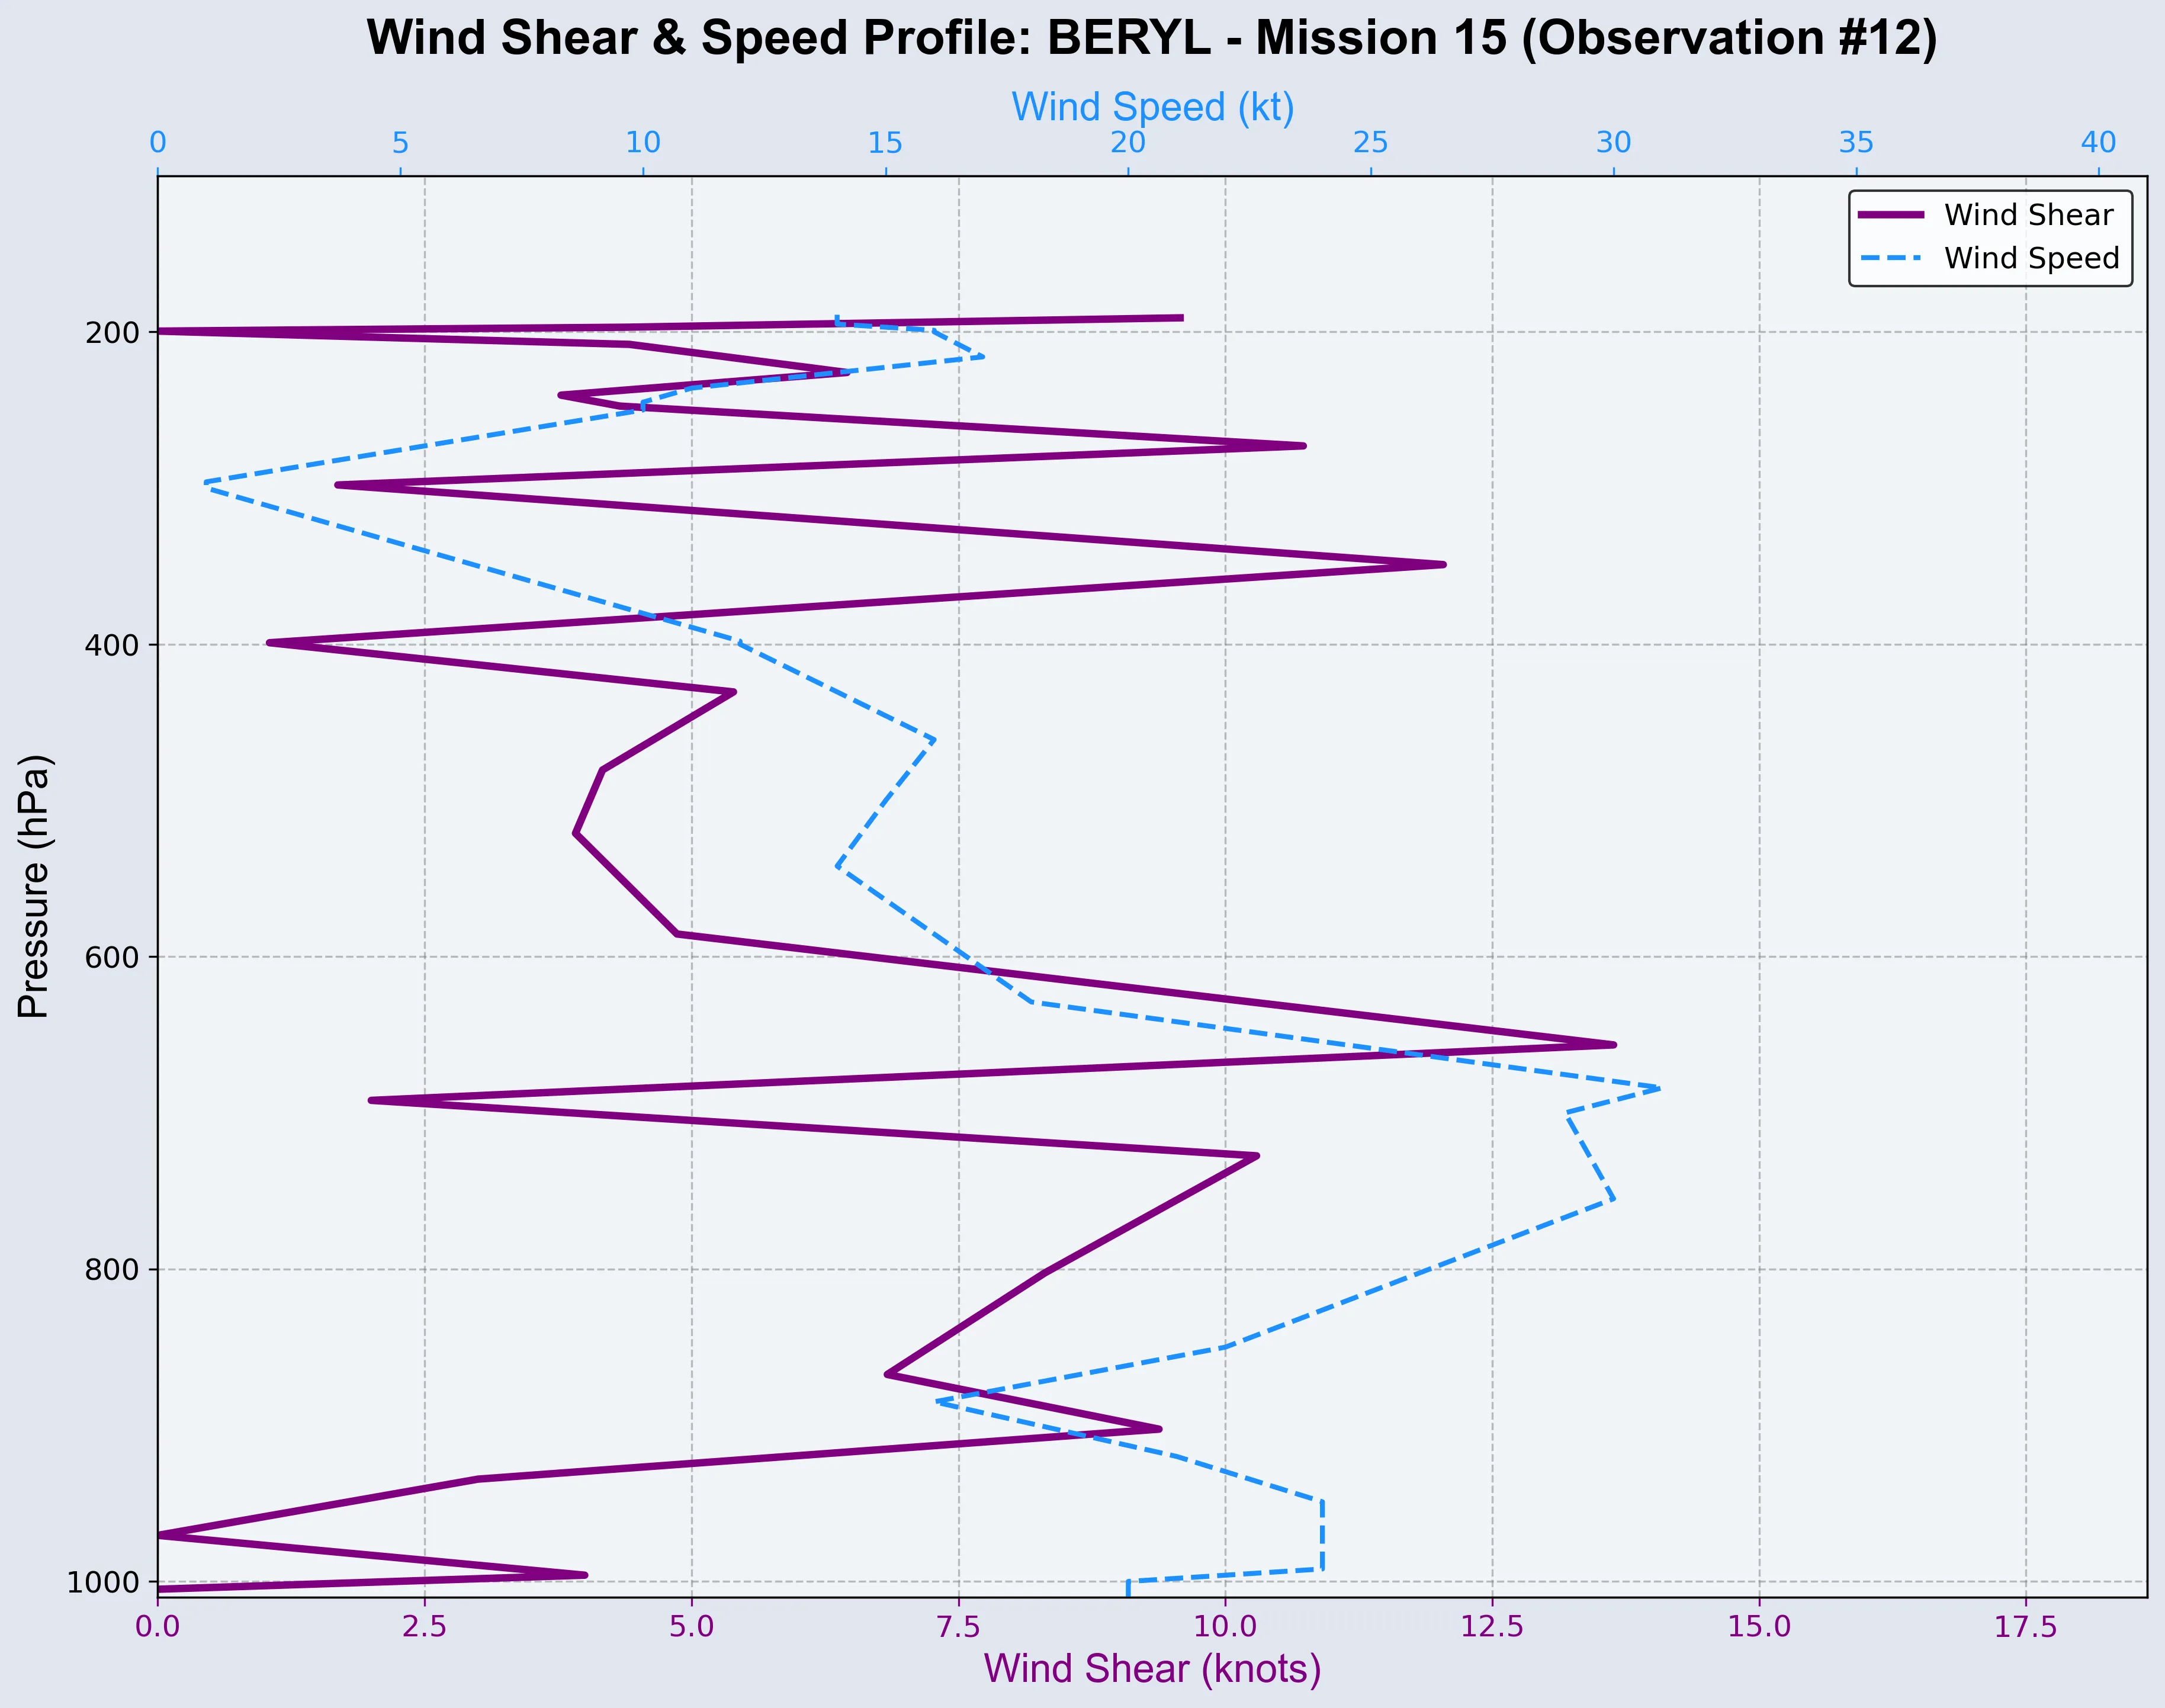 Wind Shear & Speed Profile: BERYL - Mission 15 (Observation #12)
Wind Speed (kt)
0 5 10 15 20 25 30 35 40
Wind Shear
Wind Speed
200
400
600
800
1000
Pressure (hPa)
0.0 2.5 5.0 7.5 10.0 12.5 15.0 17.5
Wind Shear (knots)